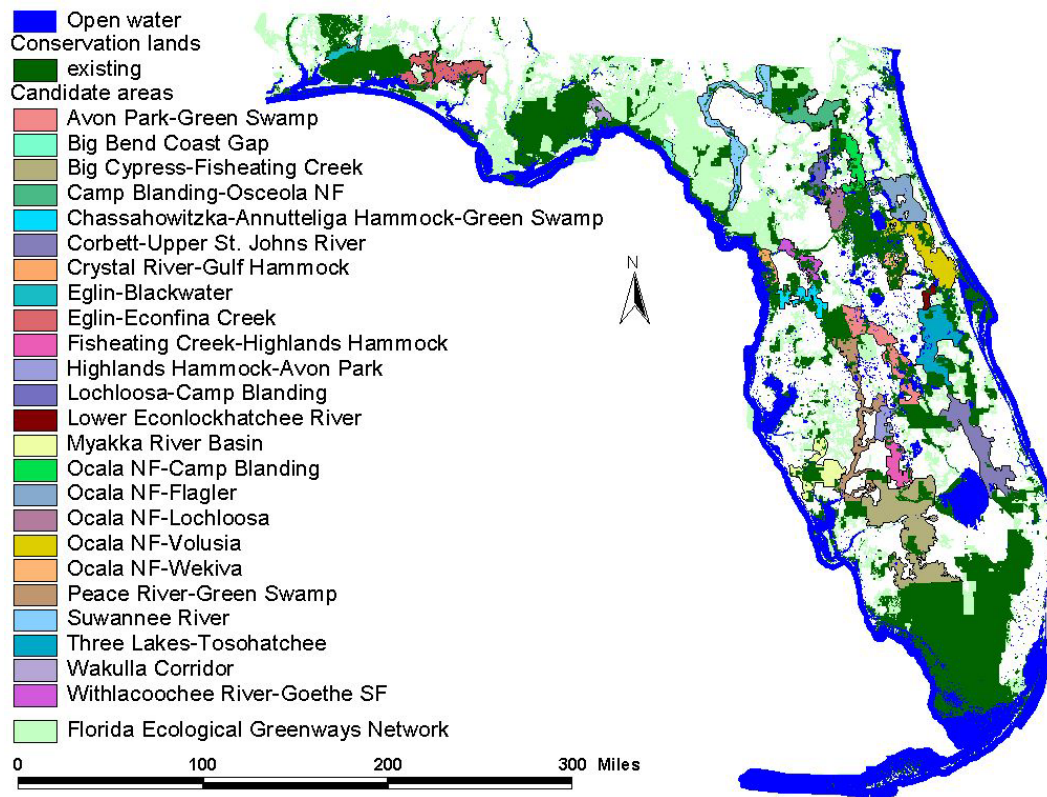 Open water
Conservation lands
existing
Candidate areas
Avon Park-Green Swamp
Big Bend Coast Gap
Big Cypress-Fisheating Creek
Camp Blanding-Osceola NF
Chassahowitzka-Annutteliga Hammock-Green Swamp
Corbett-Upper St. Johns River
Crystal River-Gulf Hammock
Eglin-Blackwater
Eglin-Econfina Creek
Fisheating Creek-Highlands Hammock
Highlands Hammock-Avon Park
Lochloosa-Camp Blanding
Lower Econlockhatchee River
Myakka River Basin
Ocala NF-Camp Blanding
Ocala NF-Flagler
Ocala NF-Lochloosa
Ocala NF-Volusia
Ocala NF-Wekiva
Peace River-Green Swamp
Suwannee River
Three Lakes-Tosohatchee
Wakulla Corridor
Withlacoochee River-Goethe SF
Florida Ecological Greenways Network
N
0 100 200 300 Miles